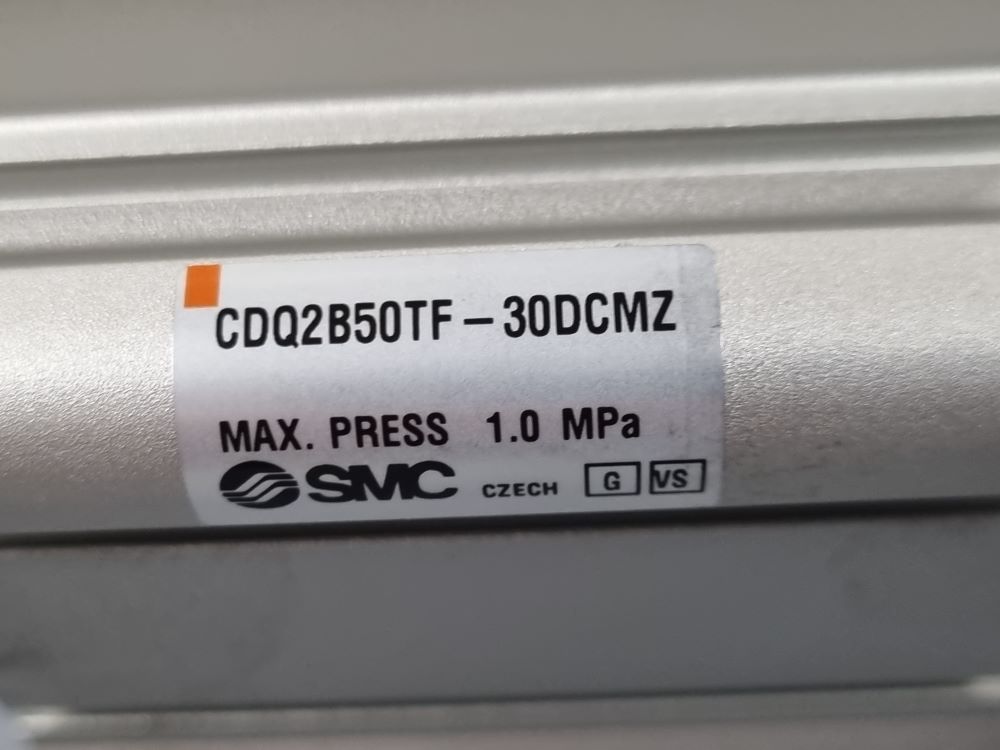 CDQ2B50TF-30DCMZ
MAX. PRESS 1.0 MPa
SMC CZECH G VS